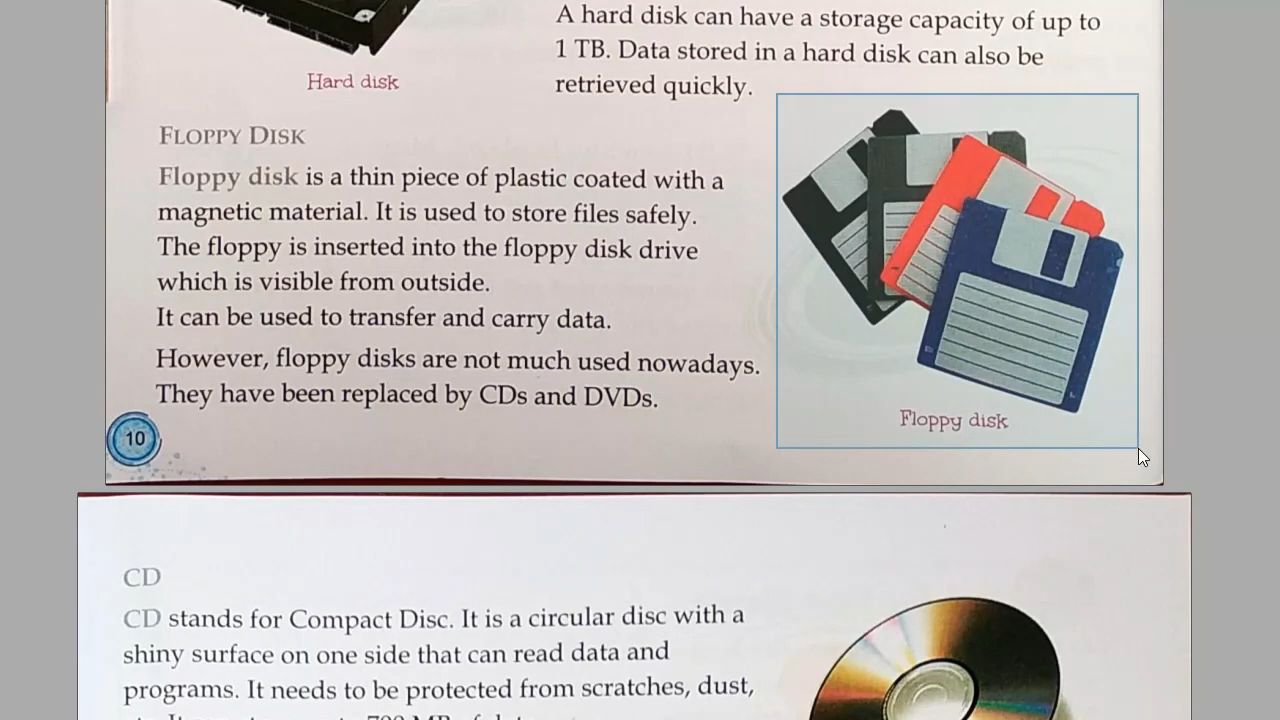 A hard disk can have a storage capacity of up to
1 TB. Data stored in a hard disk can also be
retrieved quickly.
Hard disk
FLOPPY DISK
Floppy disk is a thin piece of plastic coated with a
magnetic material. It is used to store files safely.
The floppy is inserted into the floppy disk drive
which is visible from outside.
It can be used to transfer and carry data.
However, floppy disks are not much used nowadays.
They have been replaced by CDs and DVDs.
Floppy disk
10
CD
CD stands for Compact Disc. It is a circular disc with a
shiny surface on one side that can read data and
programs. It needs to be protected from scratches, dust,